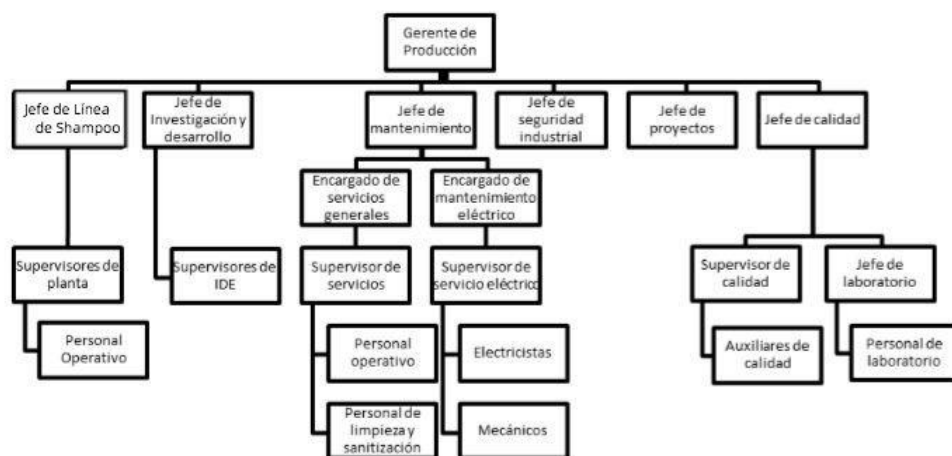 Gerente de
Producción
Jefe de Línea
de Shampoo
Jefe de
Investigación y
desarrollo
Jefe de
mantenimiento
Jefe de
seguridad
industrial
Jefe de
proyectos
Jefe de calidad
Encargado de
servicios
generales
Encargado de
mantenimiento
eléctrico
Supervisores de
planta
Supervisores de
IDE
Supervisor de
servicios
Supervisor de
servicio eléctrico
Supervisor de
calidad
Jefe de
laboratorio
Personal
Operativo
Personal
operativo
Electricistas
Auxiliares de
calidad
Personal de
laboratorio
Personal de
limpieza y
sanitización
Mecánicos